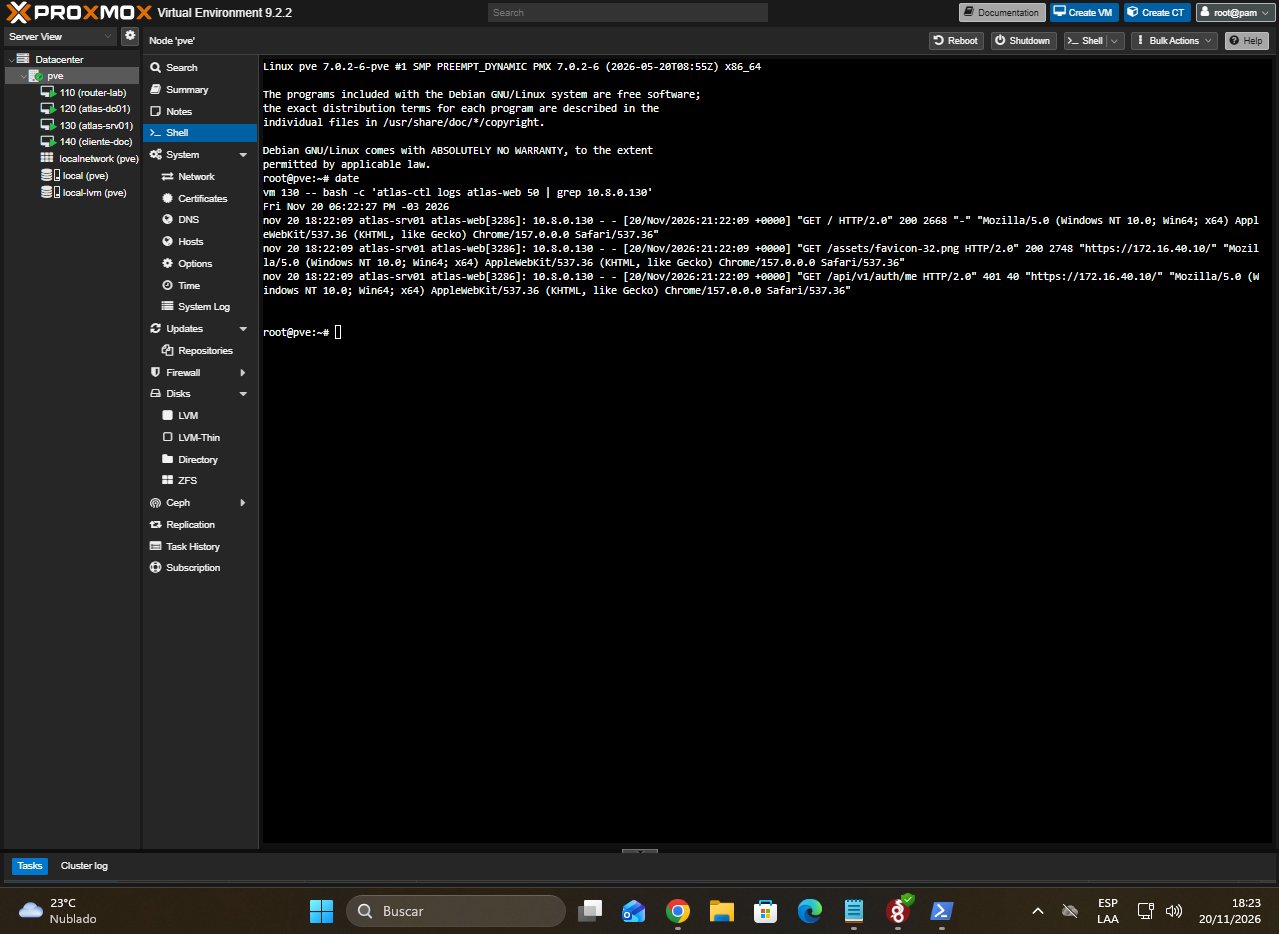 PROXMOX Virtual Environment 9.2.2
Search
Documentation
Create VM
Create CT
root@pam
Server View
Node 'pve'
Reboot
Shutdown
Shell
Bulk Actions
Help
Datacenter
pve
110 (router-lab)
120 (atlas-dc01)
130 (atlas-srv01)
140 (cliente-doc)
localnetwork (pve)
local (pve)
local-lvm (pve)
Search
Summary
Notes
Shell
System
Network
Certificates
DNS
Hosts
Options
Time
System Log
Updates
Repositories
Firewall
Disks
LVM
LVM-Thin
Directory
ZFS
Ceph
Replication
Task History
Subscription
Linux pve 7.0.2-6-pve #1 SMP PREEMPT_DYNAMIC PMX 7.0.2-6 (2026-05-20T08:55Z) x86_64
The programs included with the Debian GNU/Linux system are free software;
the exact distribution terms for each program are described in the
individual files in /usr/share/doc/*/copyright.
Debian GNU/Linux comes with ABSOLUTELY NO WARRANTY, to the extent
permitted by applicable law.
root@pve:~# date
vm 130 -- bash -c 'atlas-ctl logs atlas-web 50 | grep 10.8.0.130'
Fri Nov 20 06:22:27 PM -03 2026
nov 20 18:22:09 atlas-srv01 atlas-web[3286]: 10.8.0.130 - - [20/Nov/2026:21:22:09 +0000] "GET / HTTP/2.0" 200 2668 "-" "Mozilla/5.0 (Windows NT 10.0; Win64; x64) Appl
eWebKit/537.36 (KHTML, like Gecko) Chrome/157.0.0.0 Safari/537.36"
nov 20 18:22:09 atlas-srv01 atlas-web[3286]: 10.8.0.130 - - [20/Nov/2026:21:22:09 +0000] "GET /assets/favicon-32.png HTTP/2.0" 200 2748 "https://172.16.40.10/" "Mozil
la/5.0 (Windows NT 10.0; Win64; x64) AppleWebKit/537.36 (KHTML, like Gecko) Chrome/157.0.0.0 Safari/537.36"
nov 20 18:22:09 atlas-srv01 atlas-web[3286]: 10.8.0.130 - - [20/Nov/2026:21:22:09 +0000] "GET /api/v1/auth/me HTTP/2.0" 401 40 "https://172.16.40.10/" "Mozilla/5.0 (W
indows NT 10.0; Win64; x64) AppleWebKit/537.36 (KHTML, like Gecko) Chrome/157.0.0.0 Safari/537.36"
root@pve:~#
Tasks
Cluster log
23°C
Nublado
Buscar
ESP
LAA
18:23
20/11/2026